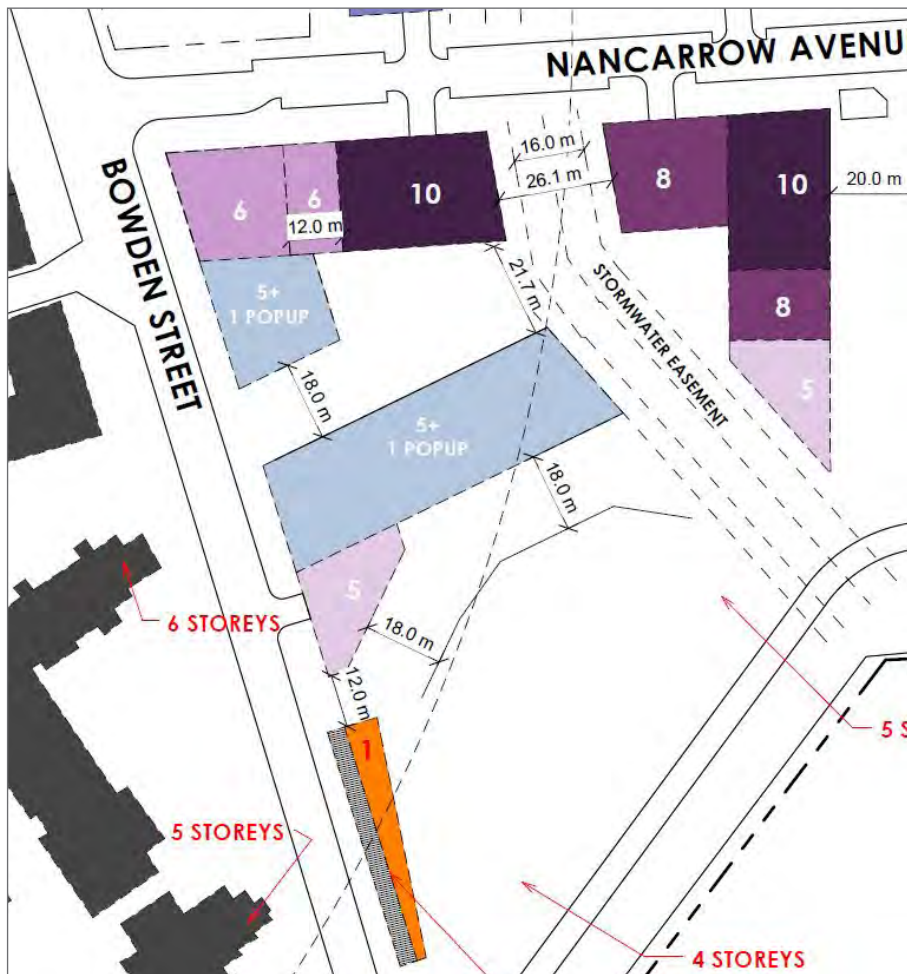 NANCARROW AVENU
BOWDEN STREET
6
6
12.0 m
10
16.0 m
26.1 m
8
10
20.0 m
5+
1 POPUP
21.7 m
STORMWATER EASEMENT
8
5
18.0 m
5+
1 POPUP
18.0 m
5
18.0 m
12.0 m
6 STOREYS
1
5 S
5 STOREYS
4 STOREYS